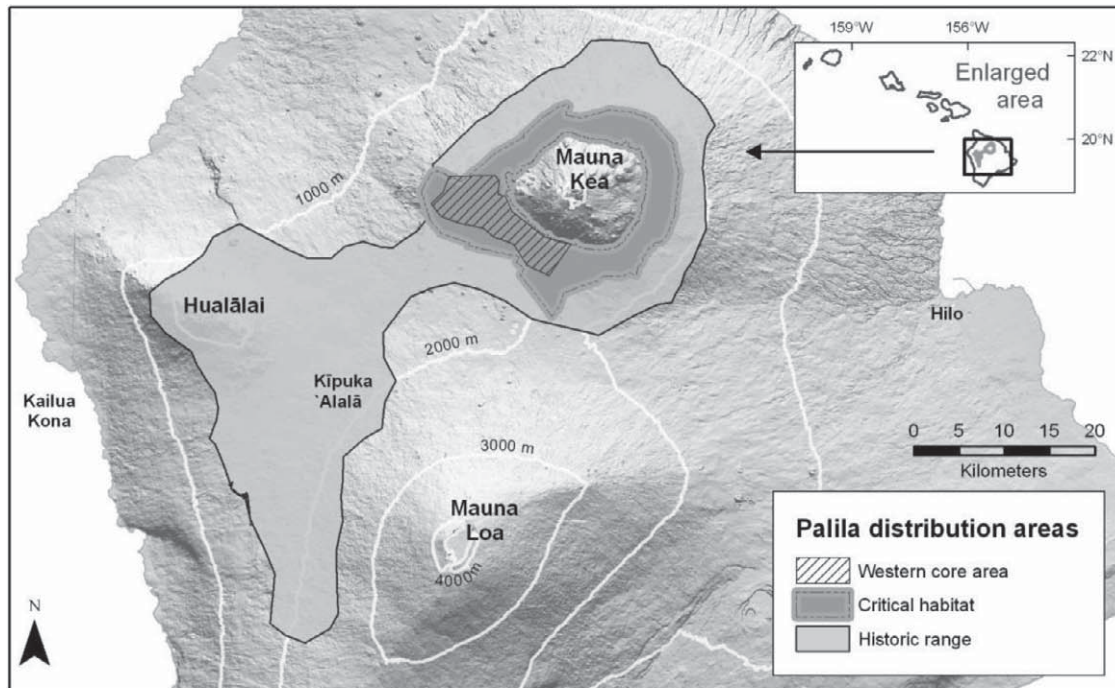 159°W
156°W
22°N
Enlarged
area
20°N
Mauna
Kea
1000 m
Hualālai
Hilo
2000 m
Kīpuka
`Alalā
Kailua
Kona
0 5 10 15 20
Kilometers
3000 m
Mauna
Loa
4000m
Palila distribution areas
Western core area
Critical habitat
Historic range
N